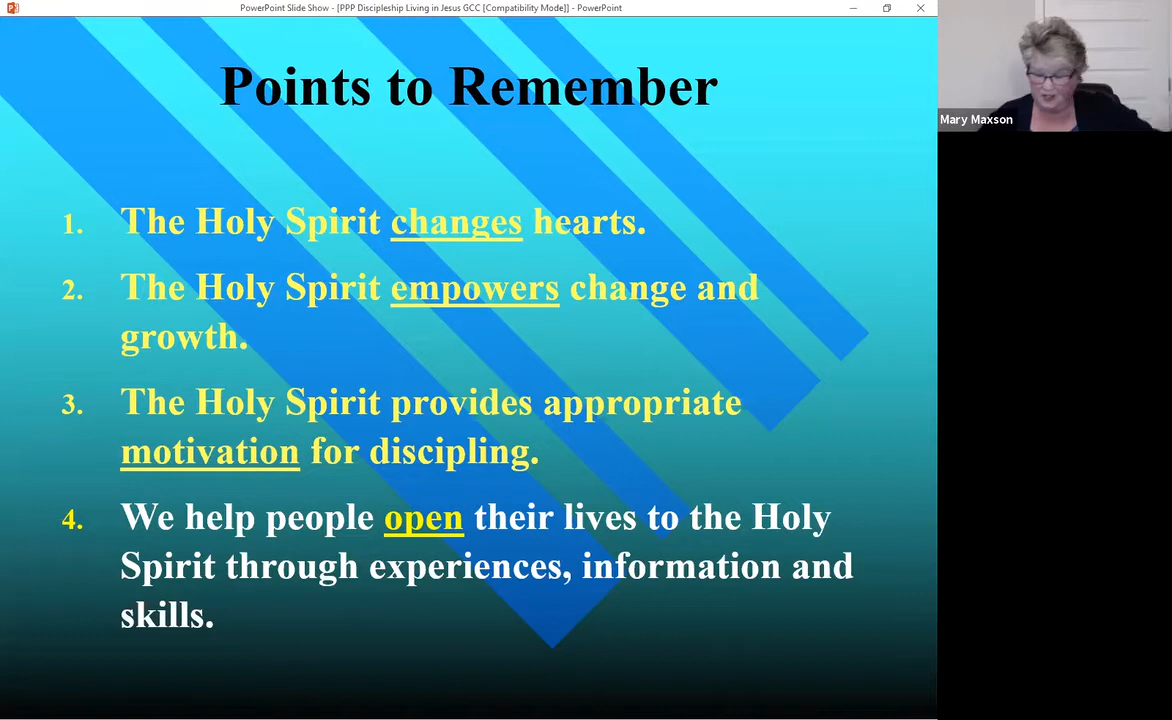 PowerPoint Slide Show - [PPP Discipleship Living in Jesus GCC [Compatibility Mode]] - PowerPoint
Points to Remember
1. The Holy Spirit changes hearts.
2. The Holy Spirit empowers change and
growth.
3. The Holy Spirit provides appropriate
motivation for discipling.
4. We help people open their lives to the Holy
Spirit through experiences, information and
skills.
Mary Maxson